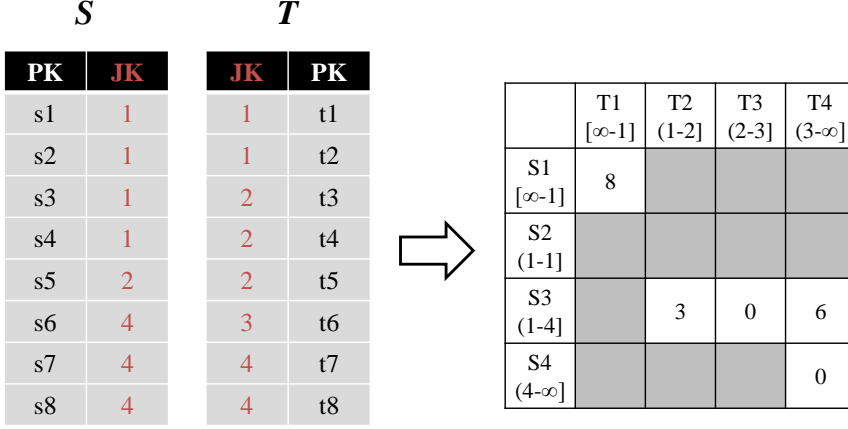 S T
PK JK JK PK
s1 1 1 t1
s2 1 1 t2
s3 1 2 t3
s4 1 2 t4
s5 2 2 t5
s6 4 3 t6
s7 4 4 t7
s8 4 4 t8
T1 T2 T3 T4
[∞-1] (1-2] (2-3] (3-∞]
S1
[∞-1] 8
S2
(1-1]
S3
(1-4] 3 0 6
S4
(4-∞] 0